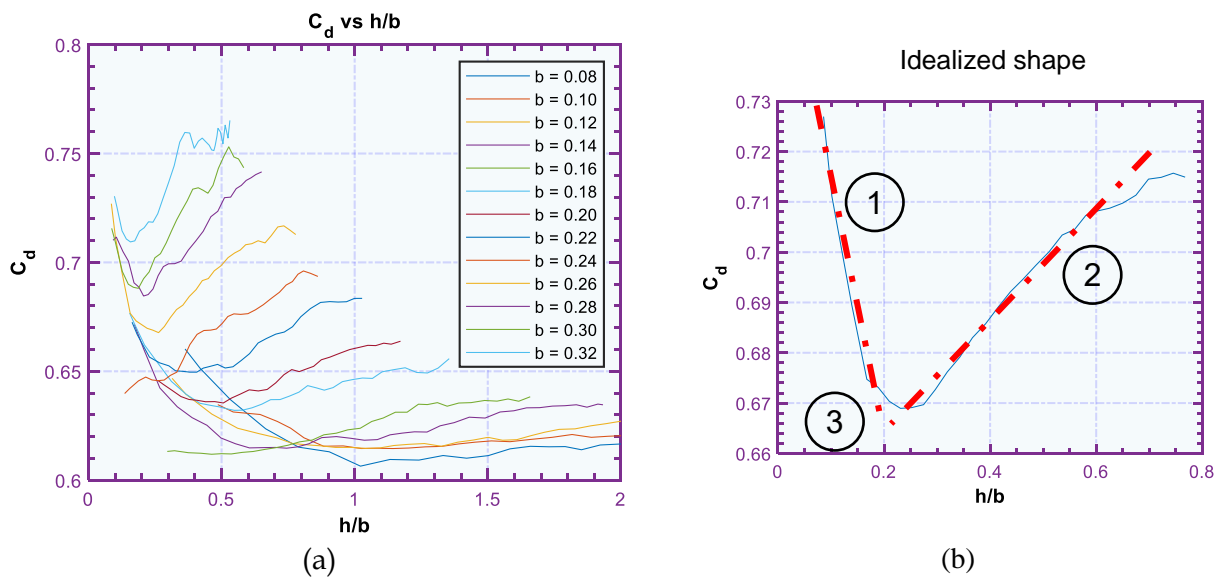 C_d vs h/b
0.8
0.75
0.7
0.65
0.6
C_d
0 0.5 1 1.5 2
h/b
b = 0.08
b = 0.10
b = 0.12
b = 0.14
b = 0.16
b = 0.18
b = 0.20
b = 0.22
b = 0.24
b = 0.26
b = 0.28
b = 0.30
b = 0.32
(a)
Idealized shape
0.73
0.72
0.71
0.7
0.69
0.68
0.67
0.66
C_d
1
2
3
0 0.2 0.4 0.6 0.8
h/b
(b)